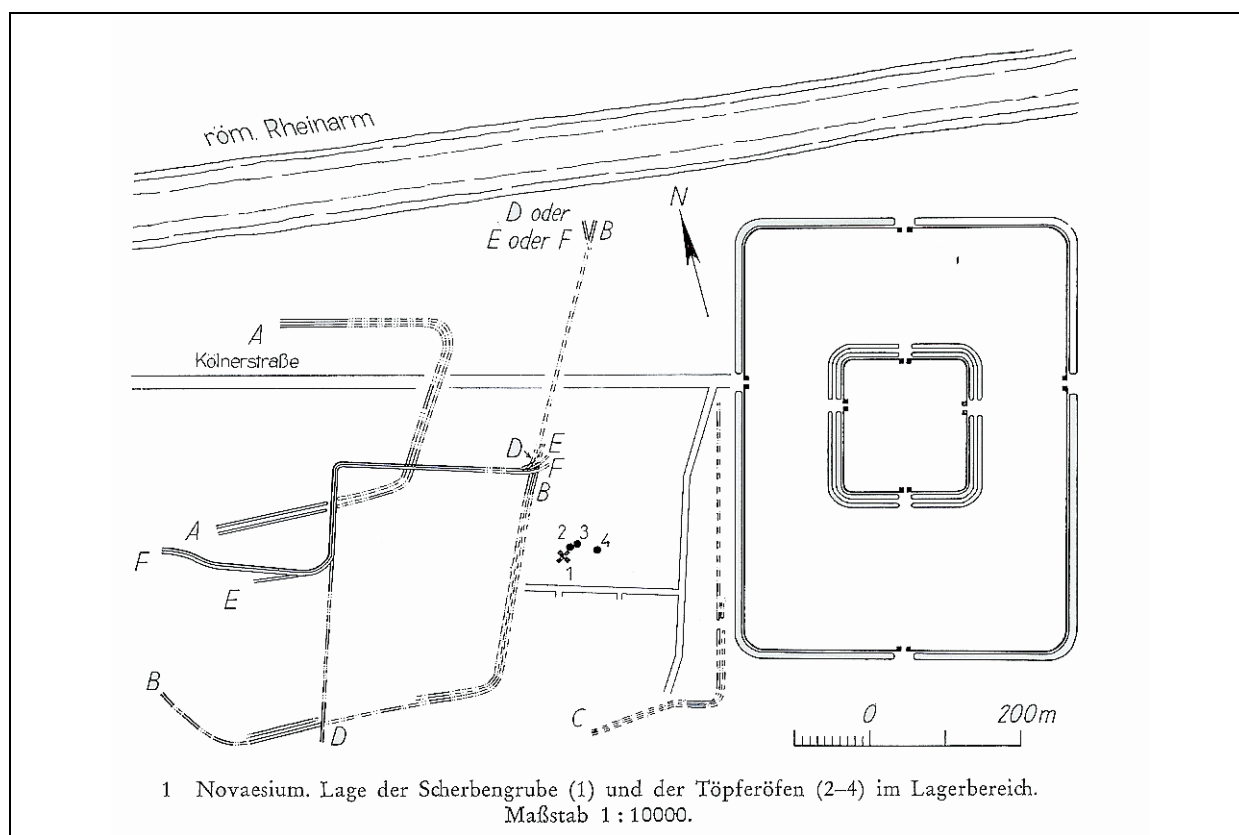 röm. Rheinarm
D oder
E oder F
B
N
A
Kölnerstraße
D
E
F
B
A
2
3
4
1
F
E
B
D
C
0
200m
1 Novaesium. Lage der Scherbengrube (1) und der Töpferöfen (2–4) im Lagerbereich.
Maßstab 1 : 10000.